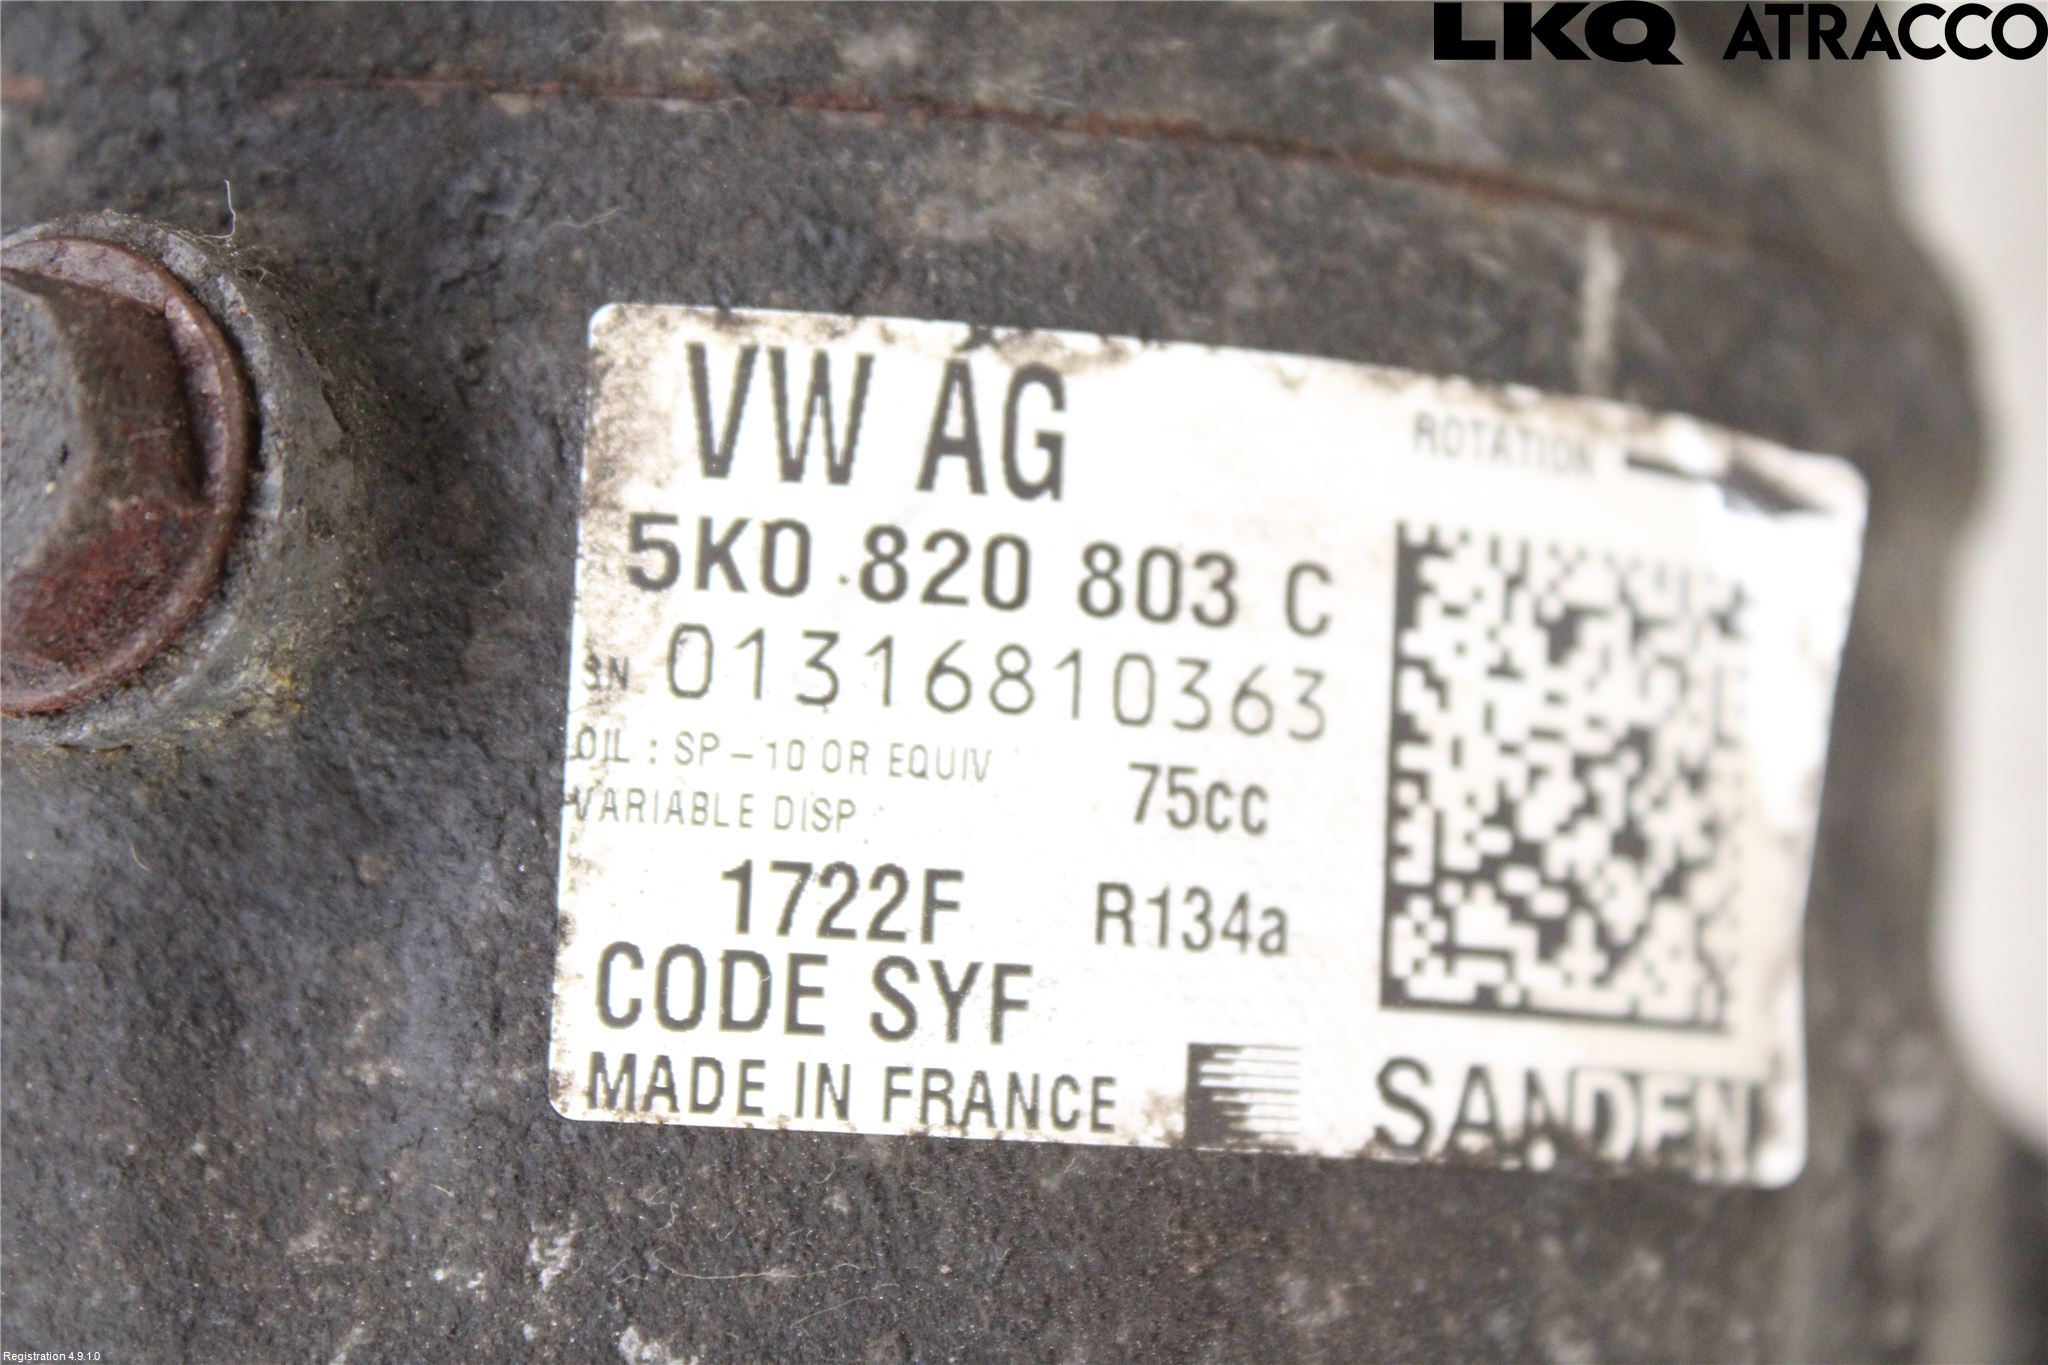 LKQ ATRACCO
VW AG
ROTATION
5K0 820 803 C
SN 01316810363
OIL : SP-10 OR EQUIV
75cc
VARIABLE DISP.
1722F R134a
CODE SYF
MADE IN FRANCE
SANDEN
Registration 4.9.1.0